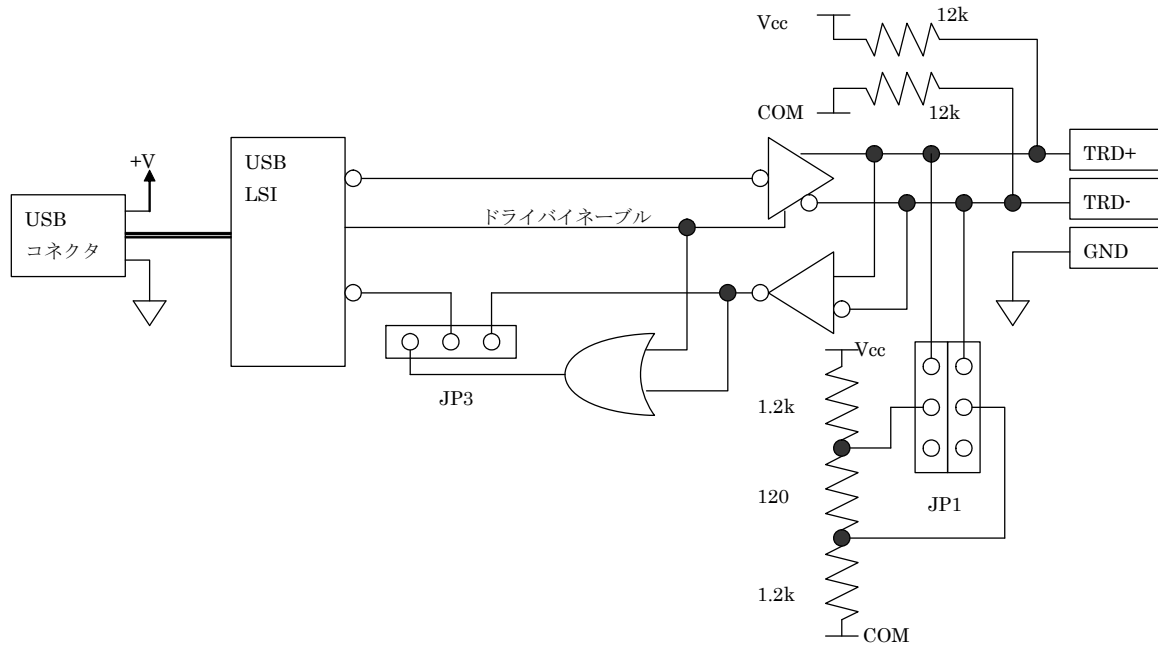 Vcc
12k
COM
12k
+V
USB
LSI
TRD+
TRD-
GND
USB
コネクタ
ドライバイネーブル
JP3
Vcc
1.2k
120
JP1
1.2k
COM